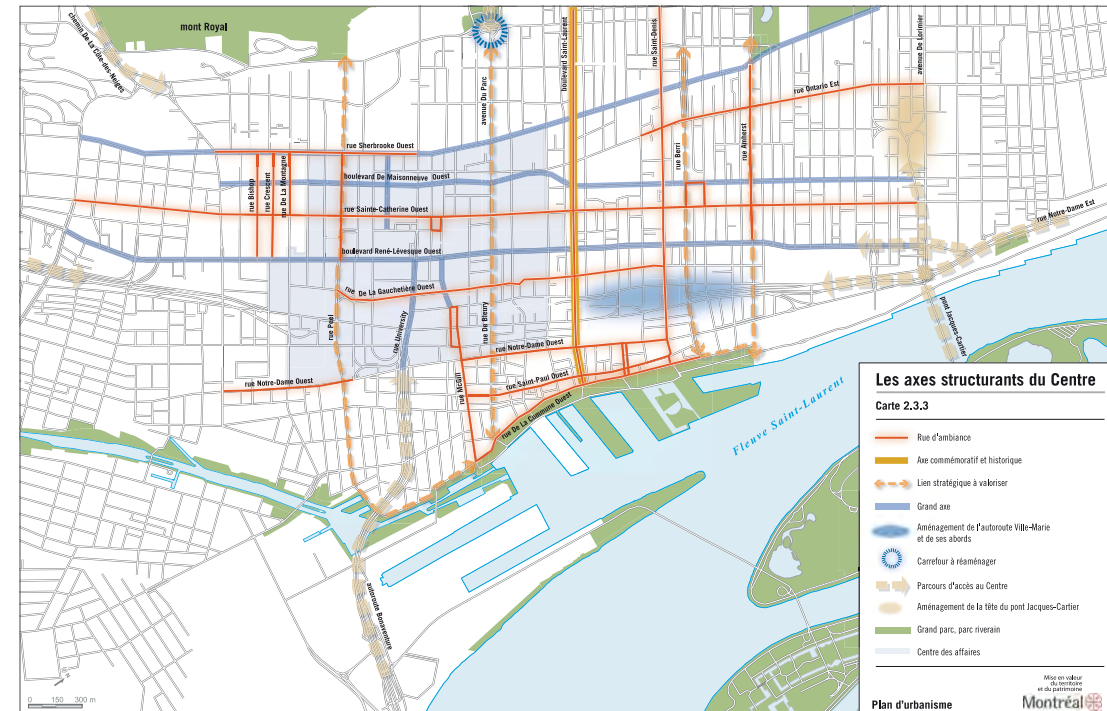 mont Royal
chemin De La Côte-des-Neiges
avenue Du Parc
boulevard Saint-Laurent
rue Saint-Denis
avenue De Lorimier
rue Ontario Est
rue Berri
rue Amherst
rue Sherbrooke Ouest
rue Bishop
rue Crescent
rue De La Montagne
boulevard De Maisonneuve Ouest
rue Sainte-Catherine Ouest
rue Notre-Dame Est
boulevard René-Lévesque Ouest
rue De La Gauchetière Ouest
rue Peel
rue University
rue De Bleury
pont Jacques-Cartier
rue Notre-Dame Ouest
rue Notre-Dame Ouest
rue McGill
rue Saint-Paul Ouest
rue De La Commune Ouest
Fleuve Saint-Laurent
autoroute Bonaventure
N
0 150 300 m
Les axes structurants du Centre
Carte 2.3.3
Rue d'ambiance
Axe commémoratif et historique
Lien stratégique à valoriser
Grand axe
Aménagement de l'autoroute Ville-Marie
et de ses abords
Carrefour à réaménager
Parcours d'accès au Centre
Aménagement de la tête du pont Jacques-Cartier
Grand parc, parc riverain
Centre des affaires
Mise en valeur
du territoire
et du patrimoine
Plan d'urbanisme
Montréal